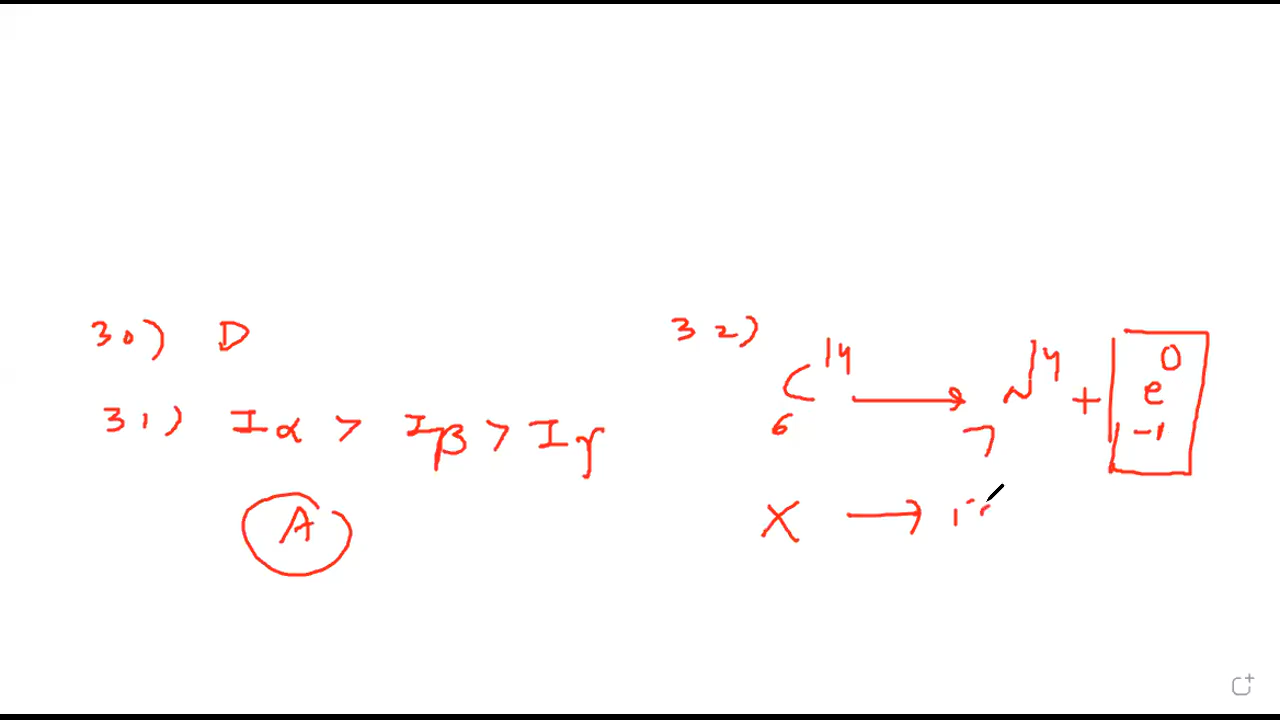 30) D
31) Iα > Iβ > Iγ
A
32)
₆C¹⁴ → ₇N¹⁴ + ₋₁e⁰
X →